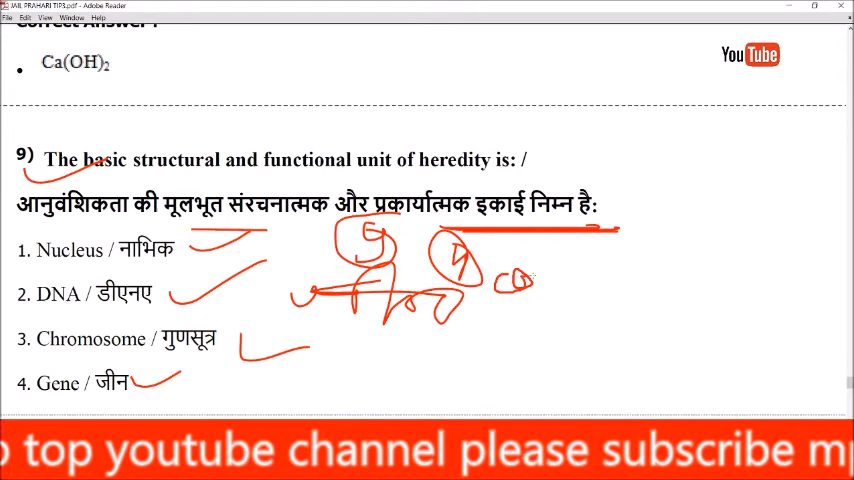 JAIL PRAHARI TIP3.pdf - Adobe Reader
File Edit View Window Help
Correct Answer :
• Ca(OH)₂
YouTube
9) The basic structural and functional unit of heredity is: /
आनुवंशिकता की मूलभूत संरचनात्मक और प्रकार्यात्मक इकाई निम्न है:
1. Nucleus / नाभिक
2. DNA / डीएनए
3. Chromosome / गुणसूत्र
4. Gene / जीन
top youtube channel please subscribe